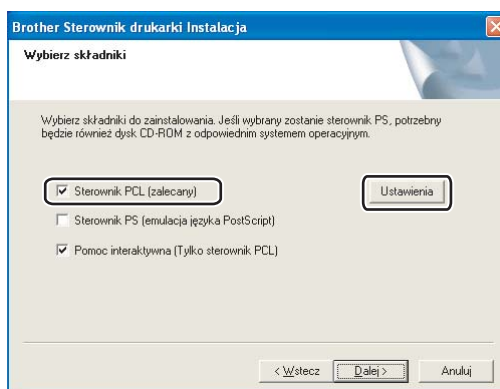 Brother Sterownik drukarki Instalacja
Wybierz składniki
Wybierz składniki do zainstalowania. Jeśli wybrany zostanie sterownik PS, potrzebny
będzie również dysk CD-ROM z odpowiednim systemem operacyjnym.
Sterownik PCL (zalecany)
Ustawienia
Sterownik PS (emulacja języka PostScript)
Pomoc interaktywna (Tylko sterownik PCL)
< Wstecz
Dalej >
Anuluj